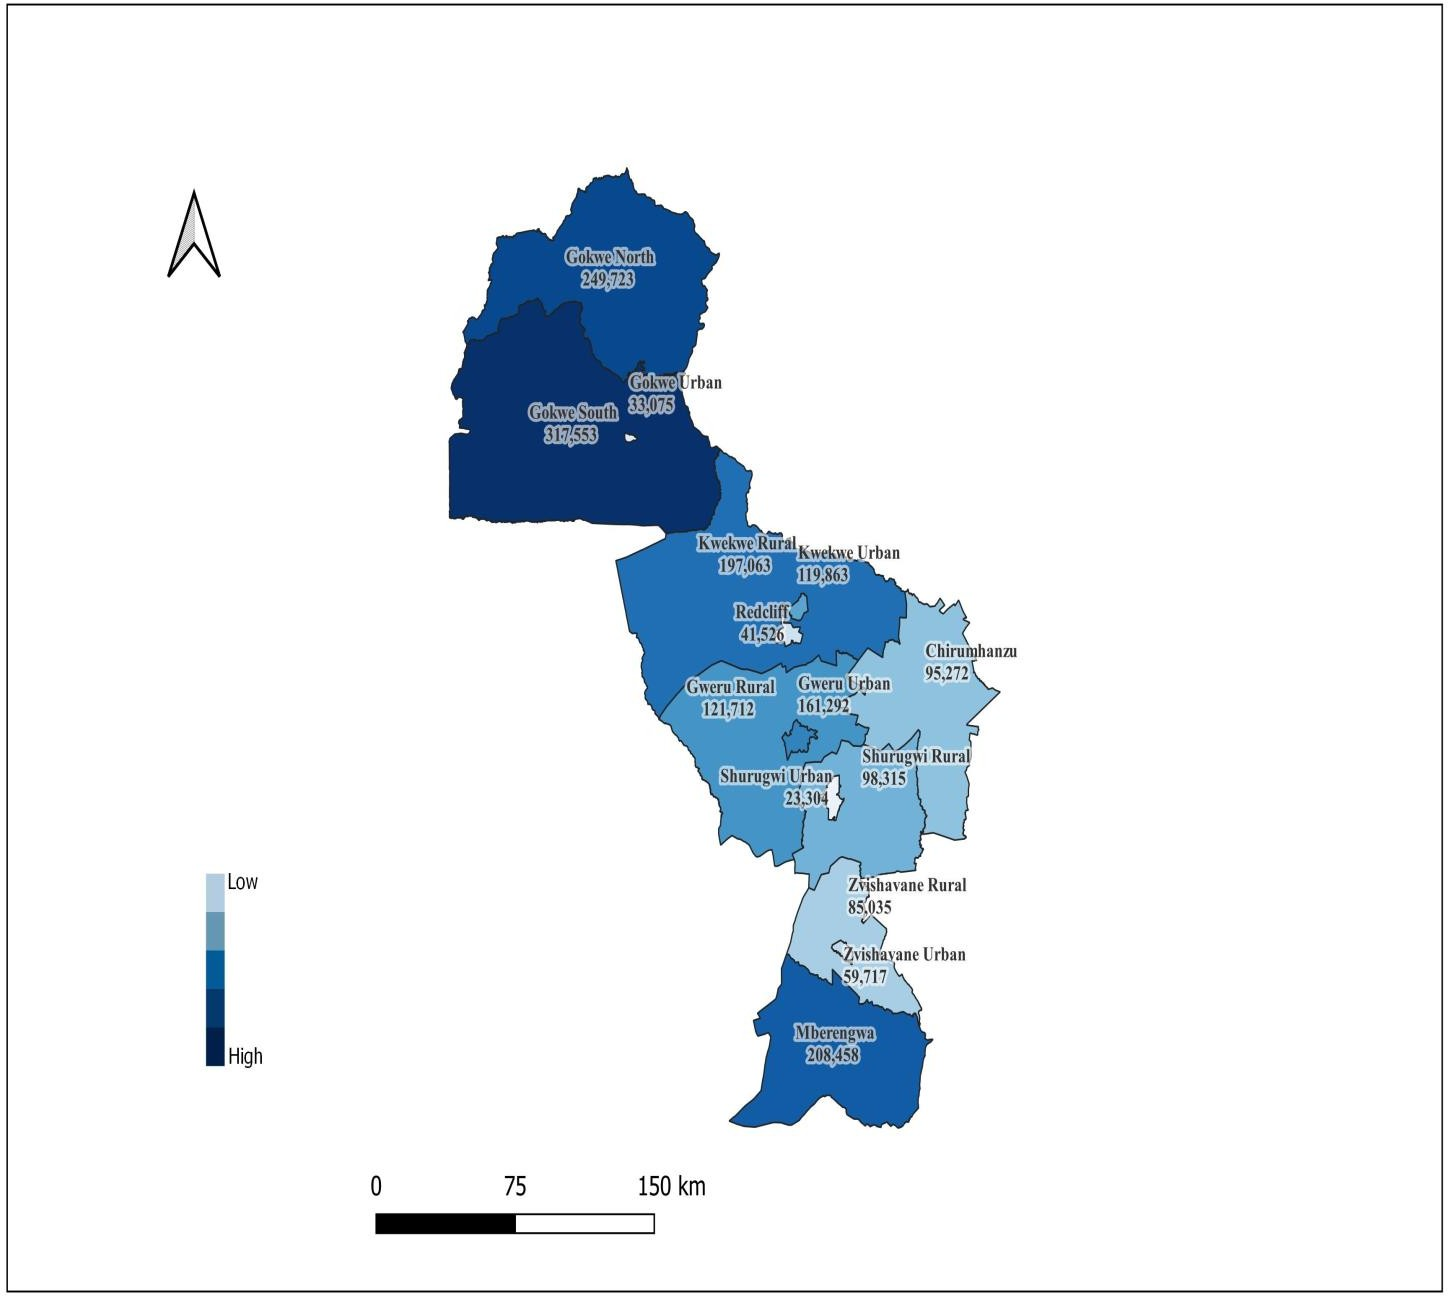 Gokwe North
249,723
Gokwe Urban
33,075
Gokwe South
317,553
Kwekwe Rural
197,063
Kwekwe Urban
119,863
Redcliff
41,526
Chirumhanzu
95,272
Gweru Rural
121,712
Gweru Urban
161,292
Shurugwi Rural
98,315
Shurugwi Urban
23,304
Zvishavane Rural
85,035
Zvishavane Urban
59,717
Mberengwa
208,458
Low
High
0 75 150 km